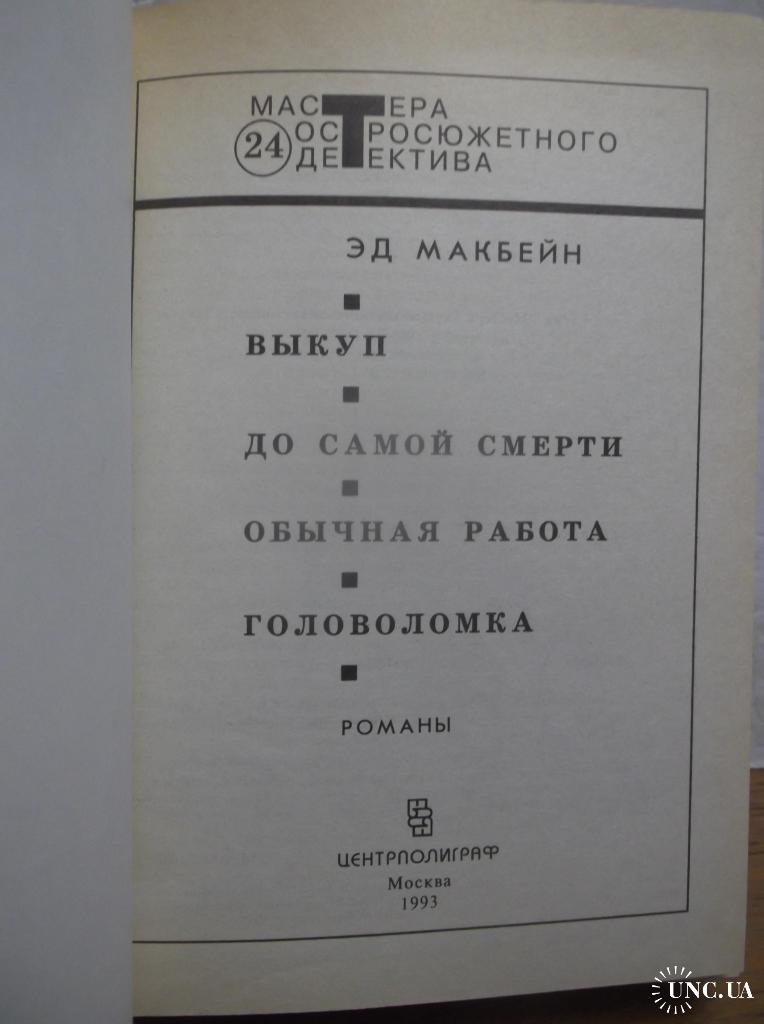 МАСТЕРА
24 ОСТРОСЮЖЕТНОГО
ДЕТЕКТИВА
ЭД МАКБЕЙН
ВЫКУП
ДО САМОЙ СМЕРТИ
ОБЫЧНАЯ РАБОТА
ГОЛОВОЛОМКА
РОМАНЫ
ЦЕНТРПОЛИГРАФ
Москва
1993
UNC.UA